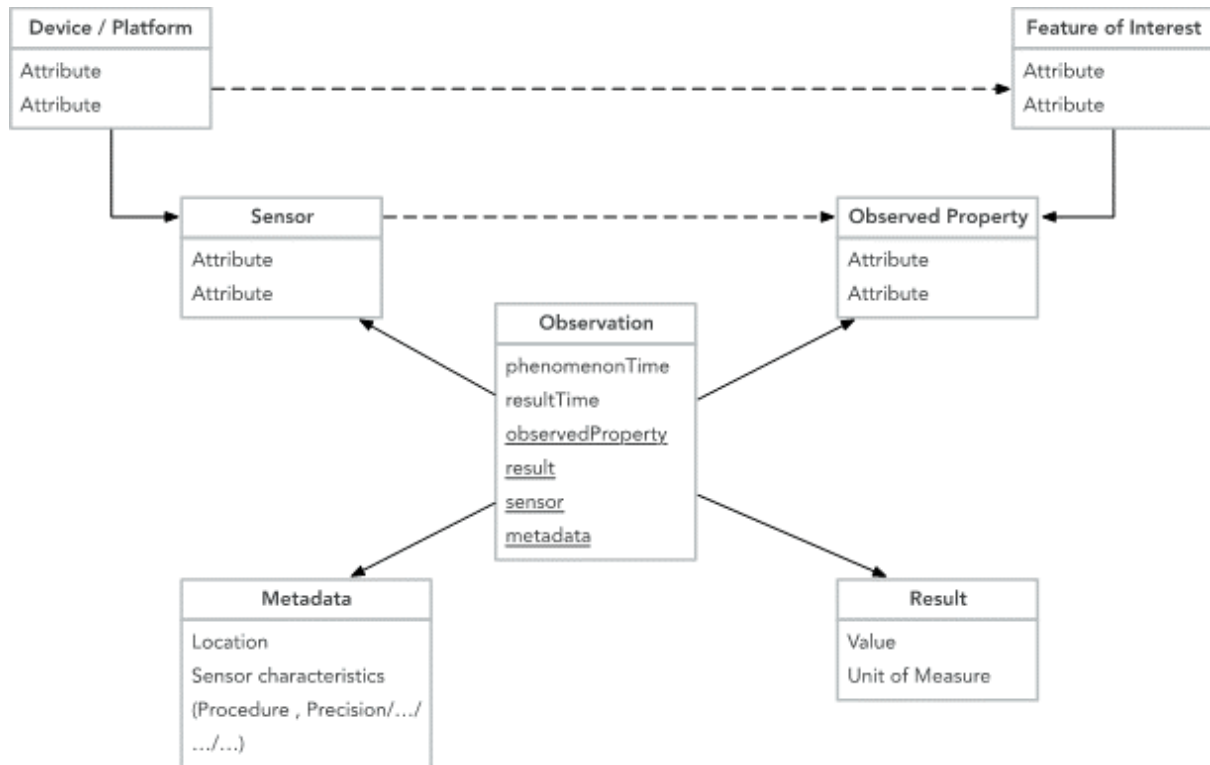 Device / Platform
Attribute
Attribute
Feature of Interest
Attribute
Attribute
Sensor
Attribute
Attribute
Observed Property
Attribute
Attribute
Observation
phenomenonTime
resultTime
observedProperty
result
sensor
metadata
Metadata
Location
Sensor characteristics
(Procedure , Precision/.../
.../...)
Result
Value
Unit of Measure